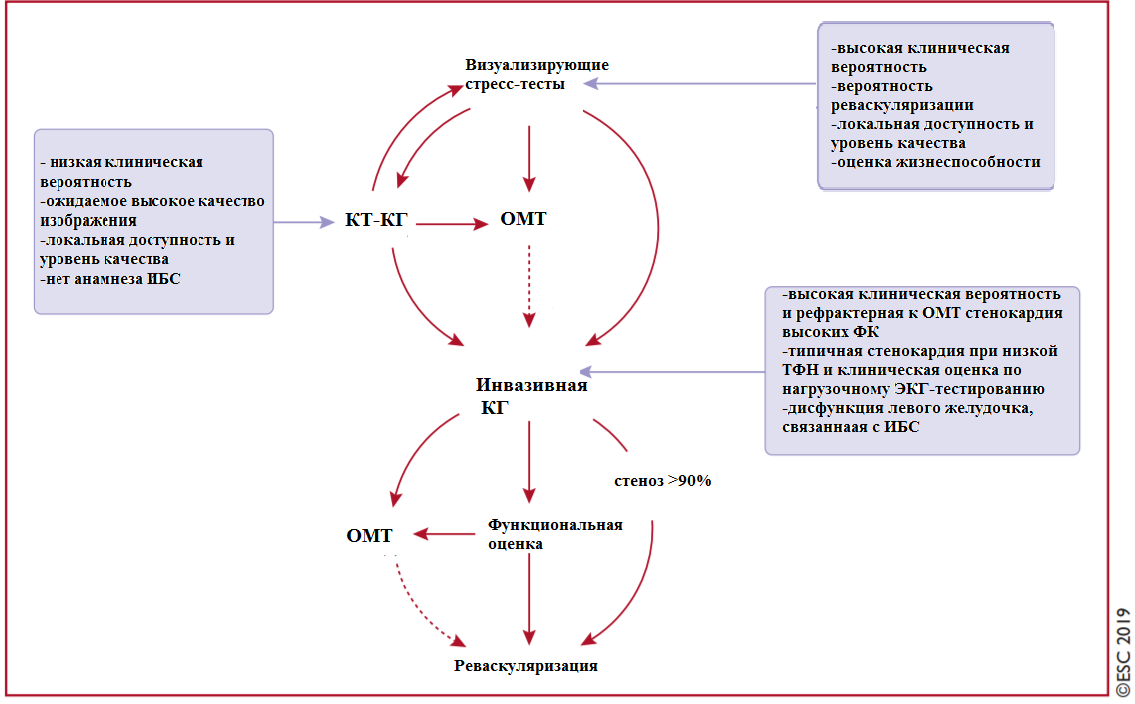 Визуализирующие
стресс-тесты
-высокая клиническая
вероятность
-вероятность
реваскуляризации
-локальная доступность и
уровень качества
-оценка жизнеспособности
- низкая клиническая
вероятность
-ожидаемое высокое качество
изображения
-локальная доступность и
уровень качества
-нет анамнеза ИБС
КТ-КГ
ОМТ
-высокая клиническая вероятность
и рефрактерная к ОМТ стенокардия
высоких ФК
-типичная стенокардия при низкой
ТФН и клиническая оценка по
нагрузочному ЭКГ-тестированию
-дисфункция левого желудочка,
связаннаая с ИБС
Инвазивная
КГ
стеноз >90%
ОМТ
Функциональная
оценка
Реваскуляризация
©ESC 2019